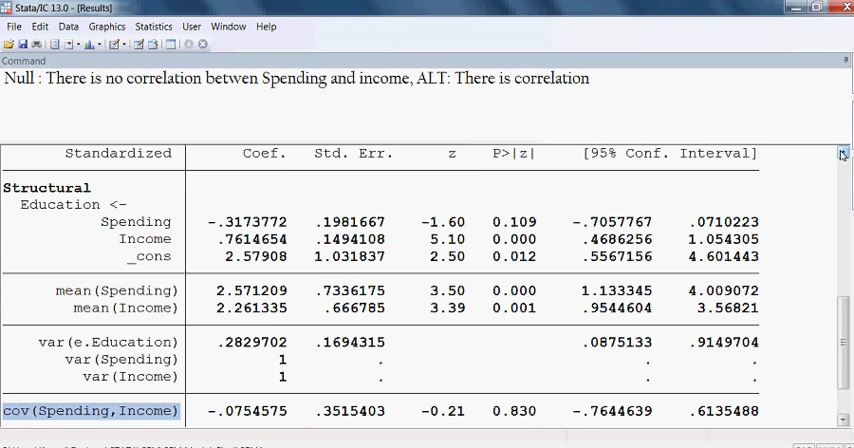 Stata/IC 13.0 - [Results]
File Edit Data Graphics Statistics User Window Help
Command
Null : There is no correlation betwen Spending and income, ALT: There is correlation
Standardized Coef. Std. Err. z P>|z| [95% Conf. Interval]
Structural
Education <-
Spending -.3173772 .1981667 -1.60 0.109 -.7057767 .0710223
Income .7614654 .1494108 5.10 0.000 .4686256 1.054305
_cons 2.57908 1.031837 2.50 0.012 .5567156 4.601443
mean(Spending) 2.571209 .7336175 3.50 0.000 1.133345 4.009072
mean(Income) 2.261335 .666785 3.39 0.001 .9544604 3.56821
var(e.Education) .2829702 .1694315 .0875133 .9149704
var(Spending) 1 . . .
var(Income) 1 . . .
cov(Spending,Income) -.0754575 .3515403 -0.21 0.830 -.7644639 .6135488